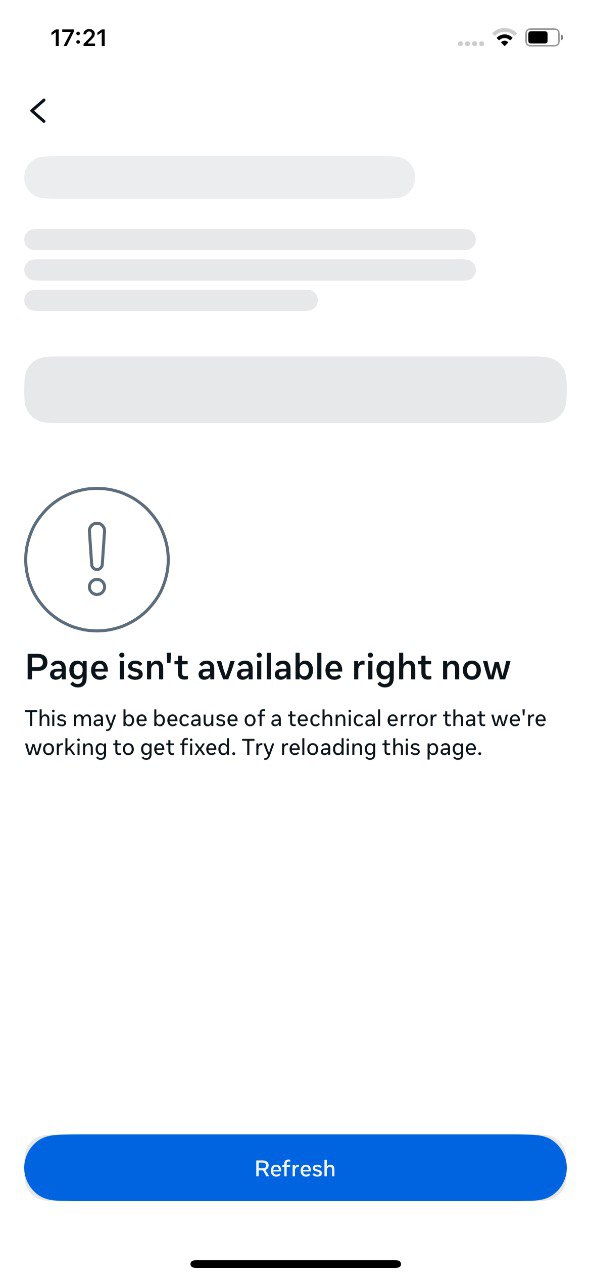 17:21
Page isn't available right now
This may be because of a technical error that we're
working to get fixed. Try reloading this page.
Refresh